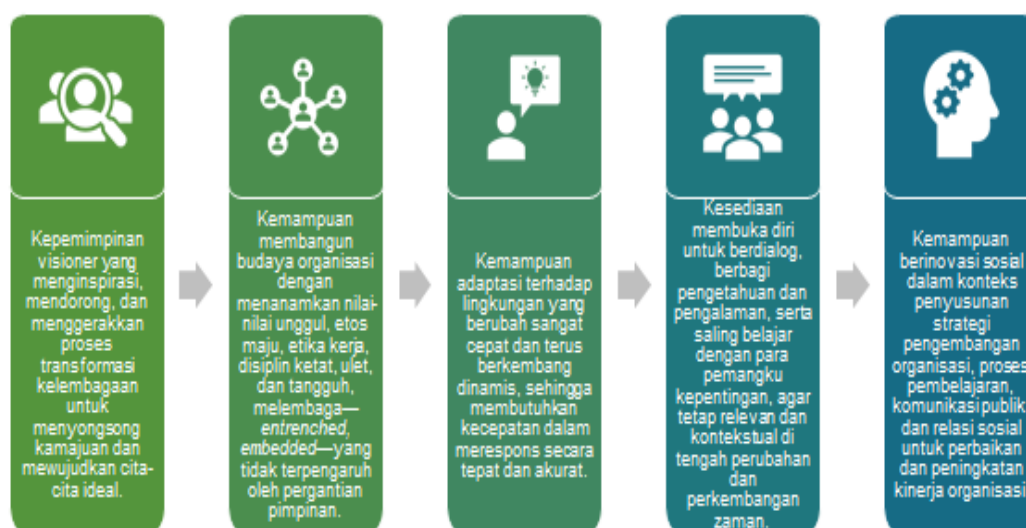 Kepemimpinan
visioner yang
menginspirasi,
mendorong, dan
menggerakkan
proses
transformasi
kelembagaan
untuk
menyongsong
kamajuan dan
mewujudkan cita-
cita ideal.
Kemampuan
membangun
budaya organisasi
dengan
menanamkan nilai-
nilai unggul, etos
maju, etika kerja,
disiplin ketat, ulet,
dan tangguh,
melembaga—
entrenched,
embedded—yang
tidak terpengaruh
oleh pergantian
pimpinan.
Kemampuan
adaptasi terhadap
lingkungan yang
berubah sangat
cepat dan terus
berkembang
dinamis, sehingga
membutuhkan
kecepatan dalam
merespons secara
tepat dan akurat.
Kesediaan
membuka diri
untuk berdialog,
berbagi
pengetahuan dan
pengalaman, serta
saling belajar
dengan para
pemangku
kepentingan, agar
tetap relevan dan
kontekstual di
tengah perubahan
dan
perkembangan
zaman.
Kemampuan
berinovasi sosial
dalam konteks
penyusunan
strategi
pengembangan
organisasi, proses
pembelajaran,
komunikasi publik,
dan relasi sosial
untuk perbaikan
dan peningkatan
kinerja organisasi.